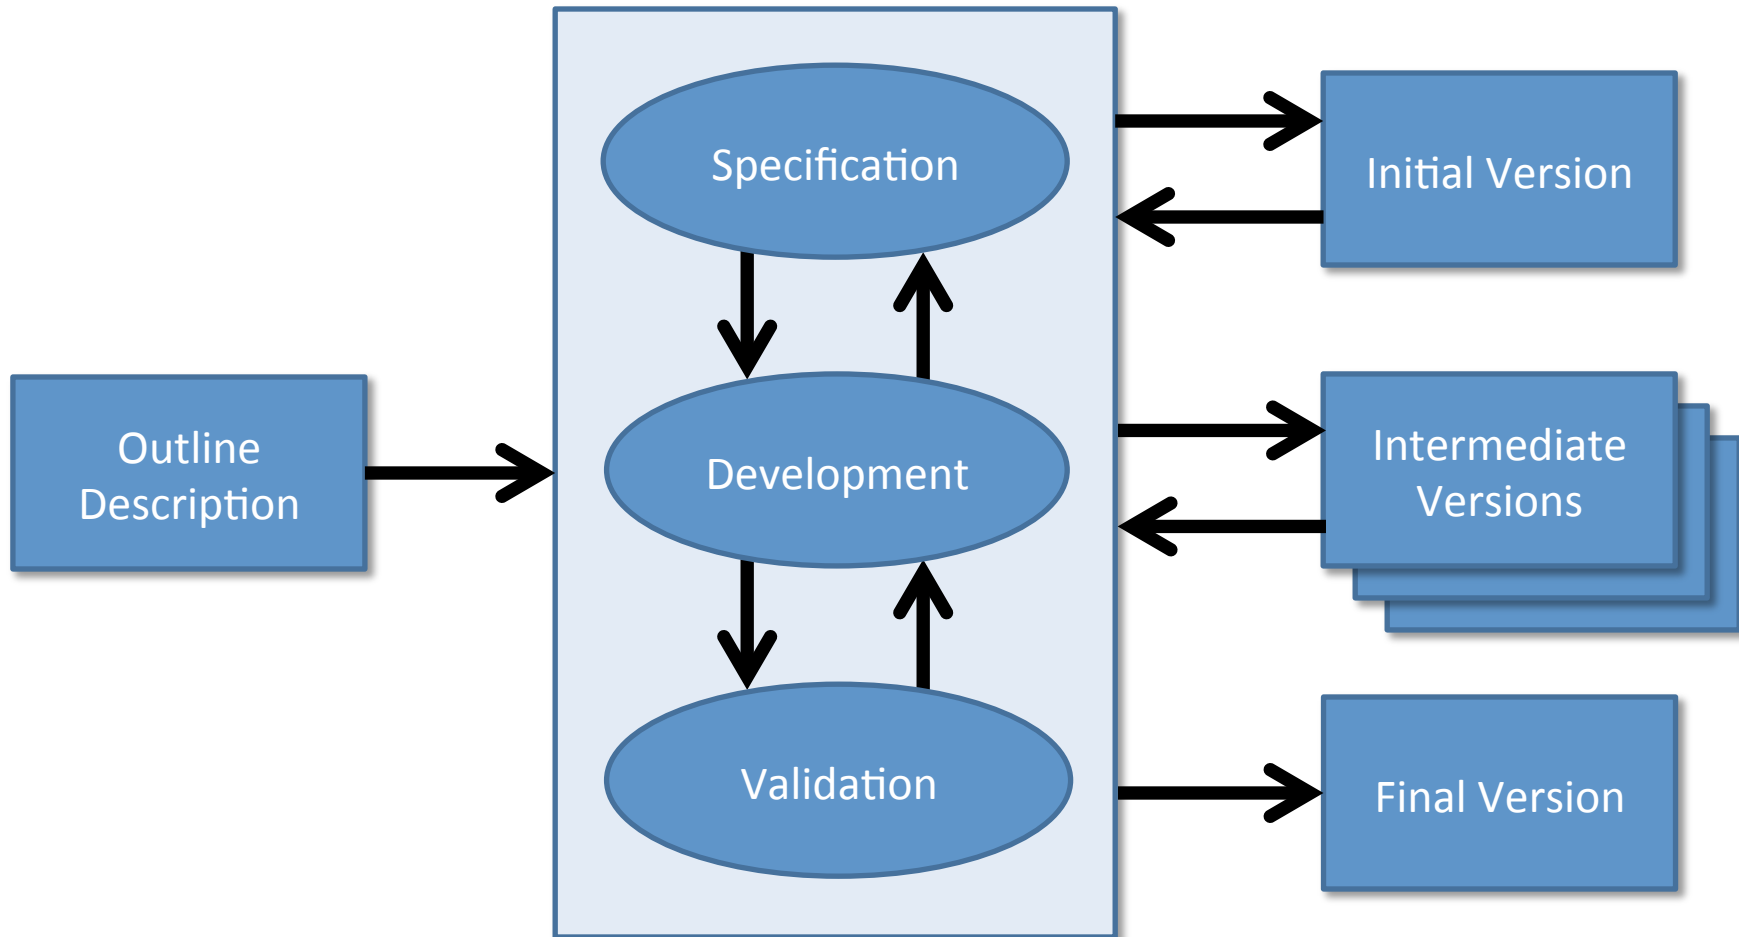 Specification
Initial Version
Outline
Description
Development
Intermediate
Versions
Validation
Final Version